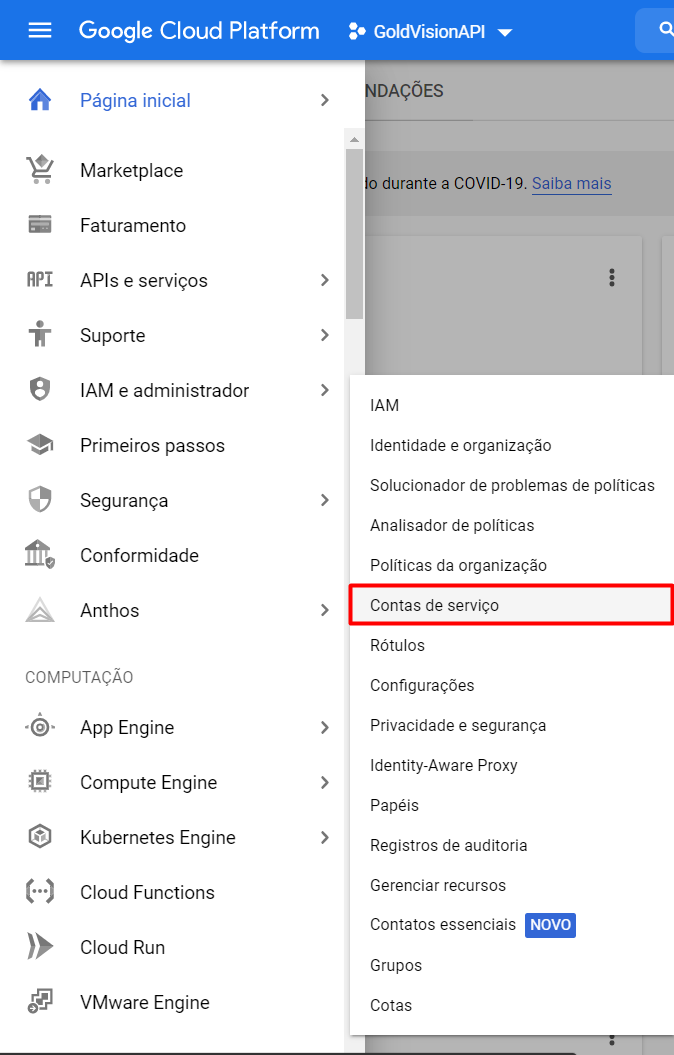 Google Cloud Platform GoldVisionAPI
Página inicial
NDAÇÕES
Marketplace
do durante a COVID-19. Saiba mais
Faturamento
API APIs e serviços
Suporte
IAM e administrador
Primeiros passos
Segurança
Conformidade
Anthos
COMPUTAÇÃO
App Engine
Compute Engine
Kubernetes Engine
Cloud Functions
Cloud Run
VMware Engine
IAM
Identidade e organização
Solucionador de problemas de políticas
Analisador de políticas
Políticas da organização
Contas de serviço
Rótulos
Configurações
Privacidade e segurança
Identity-Aware Proxy
Papéis
Registros de auditoria
Gerenciar recursos
Contatos essenciais NOVO
Grupos
Cotas